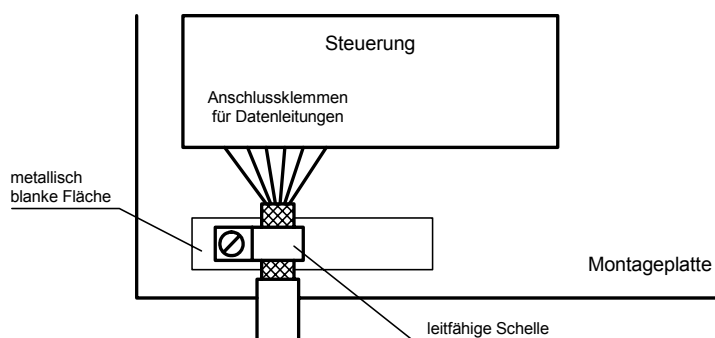 Steuerung
Anschlussklemmen
für Datenleitungen
metallisch
blanke Fläche
Montageplatte
leitfähige Schelle